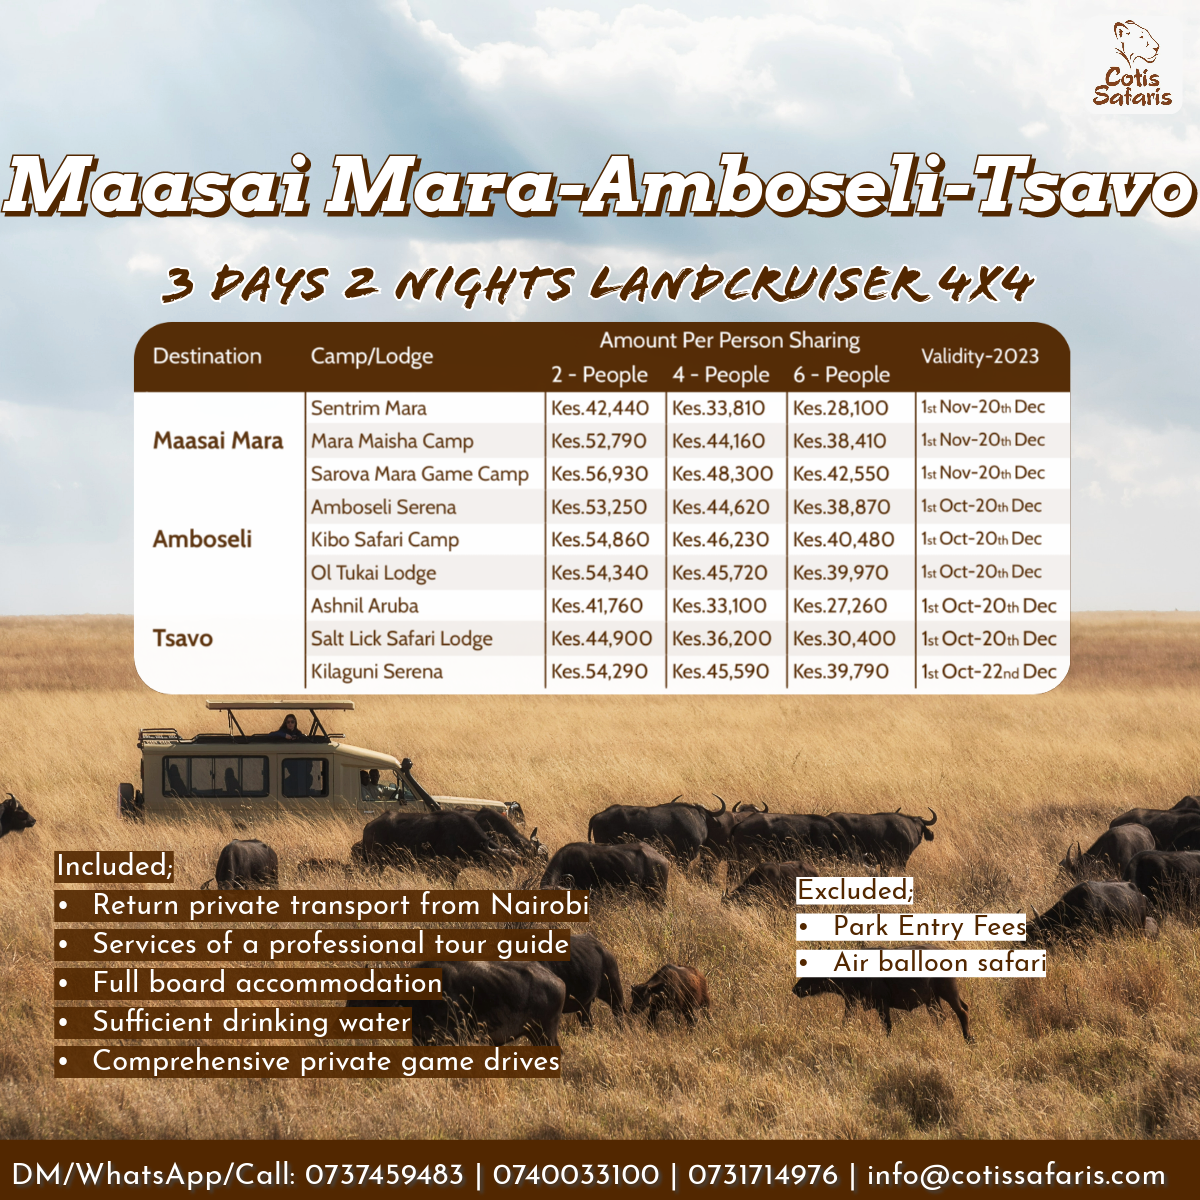 Cotis
Safaris
Maasai Mara-Amboseli-Tsavo
3 DAYS 2 NIGHTS LANDCRUISER 4X4
Destination Camp/Lodge Amount Per Person Sharing Validity-2023
2 - People 4 - People 6 - People
Sentrim Mara Kes.42,440 Kes.33,810 Kes.28,100 1st Nov-20th Dec
Maasai Mara Mara Maisha Camp Kes.52,790 Kes.44,160 Kes.38,410 1st Nov-20th Dec
Sarova Mara Game Camp Kes.56,930 Kes.48,300 Kes.42,550 1st Nov-20th Dec
Amboseli Serena Kes.53,250 Kes.44,620 Kes.38,870 1st Oct-20th Dec
Amboseli Kibo Safari Camp Kes.54,860 Kes.46,230 Kes.40,480 1st Oct-20th Dec
Ol Tukai Lodge Kes.54,340 Kes.45,720 Kes.39,970 1st Oct-20th Dec
Ashnil Aruba Kes.41,760 Kes.33,100 Kes.27,260 1st Oct-20th Dec
Tsavo Salt Lick Safari Lodge Kes.44,900 Kes.36,200 Kes.30,400 1st Oct-20th Dec
Kilaguni Serena Kes.54,290 Kes.45,590 Kes.39,790 1st Oct-22nd Dec
Included;
• Return private transport from Nairobi
• Services of a professional tour guide
• Full board accommodation
• Sufficient drinking water
• Comprehensive private game drives
Excluded;
• Park Entry Fees
• Air balloon safari
DM/WhatsApp/Call: 0737459483 | 0740033100 | 0731714976 | info@cotissafaris.com